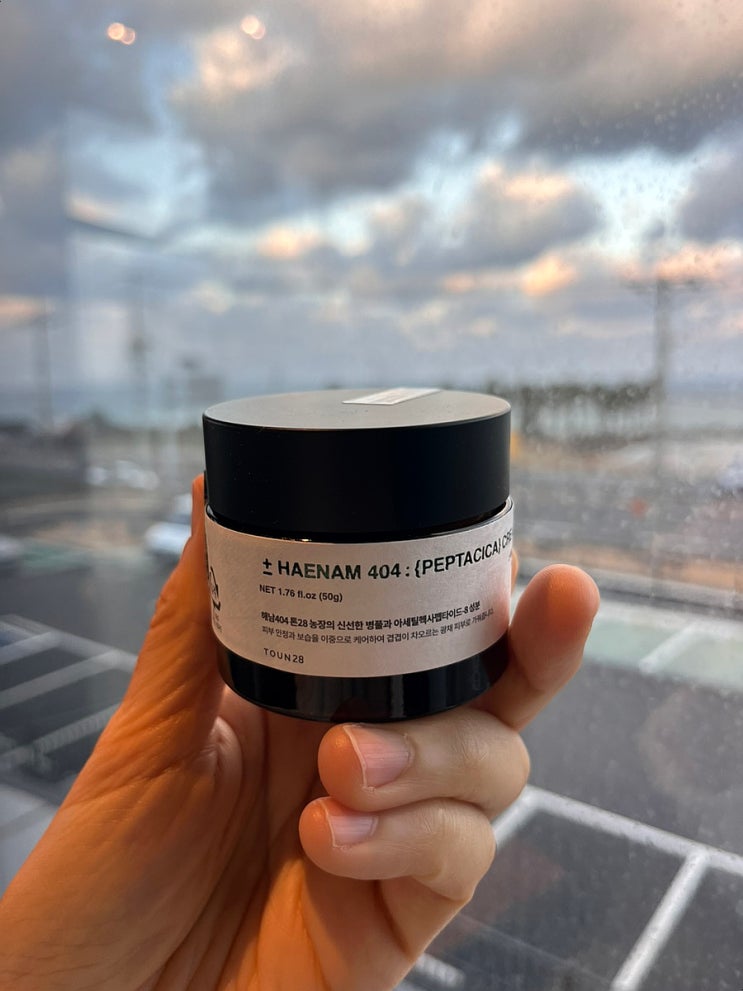 ± HAENAM 404 : {PEPTACICA} CRE
NET 1.76 fl.oz (50g)
해남404 톤28 농장의 신선한 병풀과 아세틸헥사펩타이드-8 성분
피부 안정과 보습을 이중으로 케어하여 겹겹이 차오르는 광채 피부로 가꿔줍니다.
TOUN28